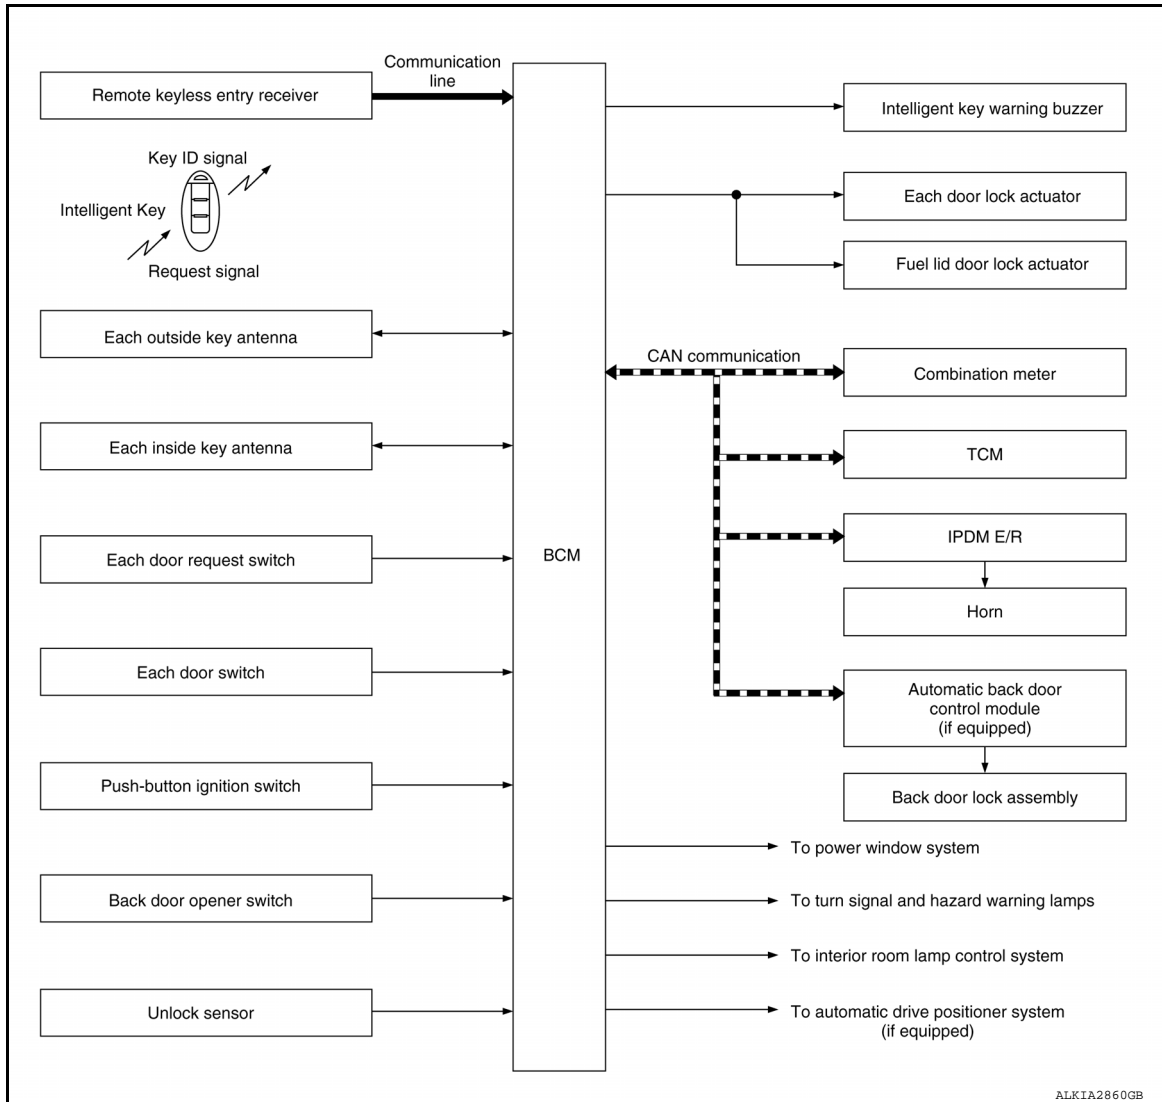 Communication
line
Remote keyless entry receiver
Key ID signal
Intelligent Key
Request signal
Each outside key antenna
Each inside key antenna
Each door request switch
Each door switch
Push-button ignition switch
Back door opener switch
Unlock sensor
BCM
Intelligent key warning buzzer
Each door lock actuator
Fuel lid door lock actuator
CAN communication
Combination meter
TCM
IPDM E/R
Horn
Automatic back door
control module
(if equipped)
Back door lock assembly
To power window system
To turn signal and hazard warning lamps
To interior room lamp control system
To automatic drive positioner system
(if equipped)
ALKIA2860GB